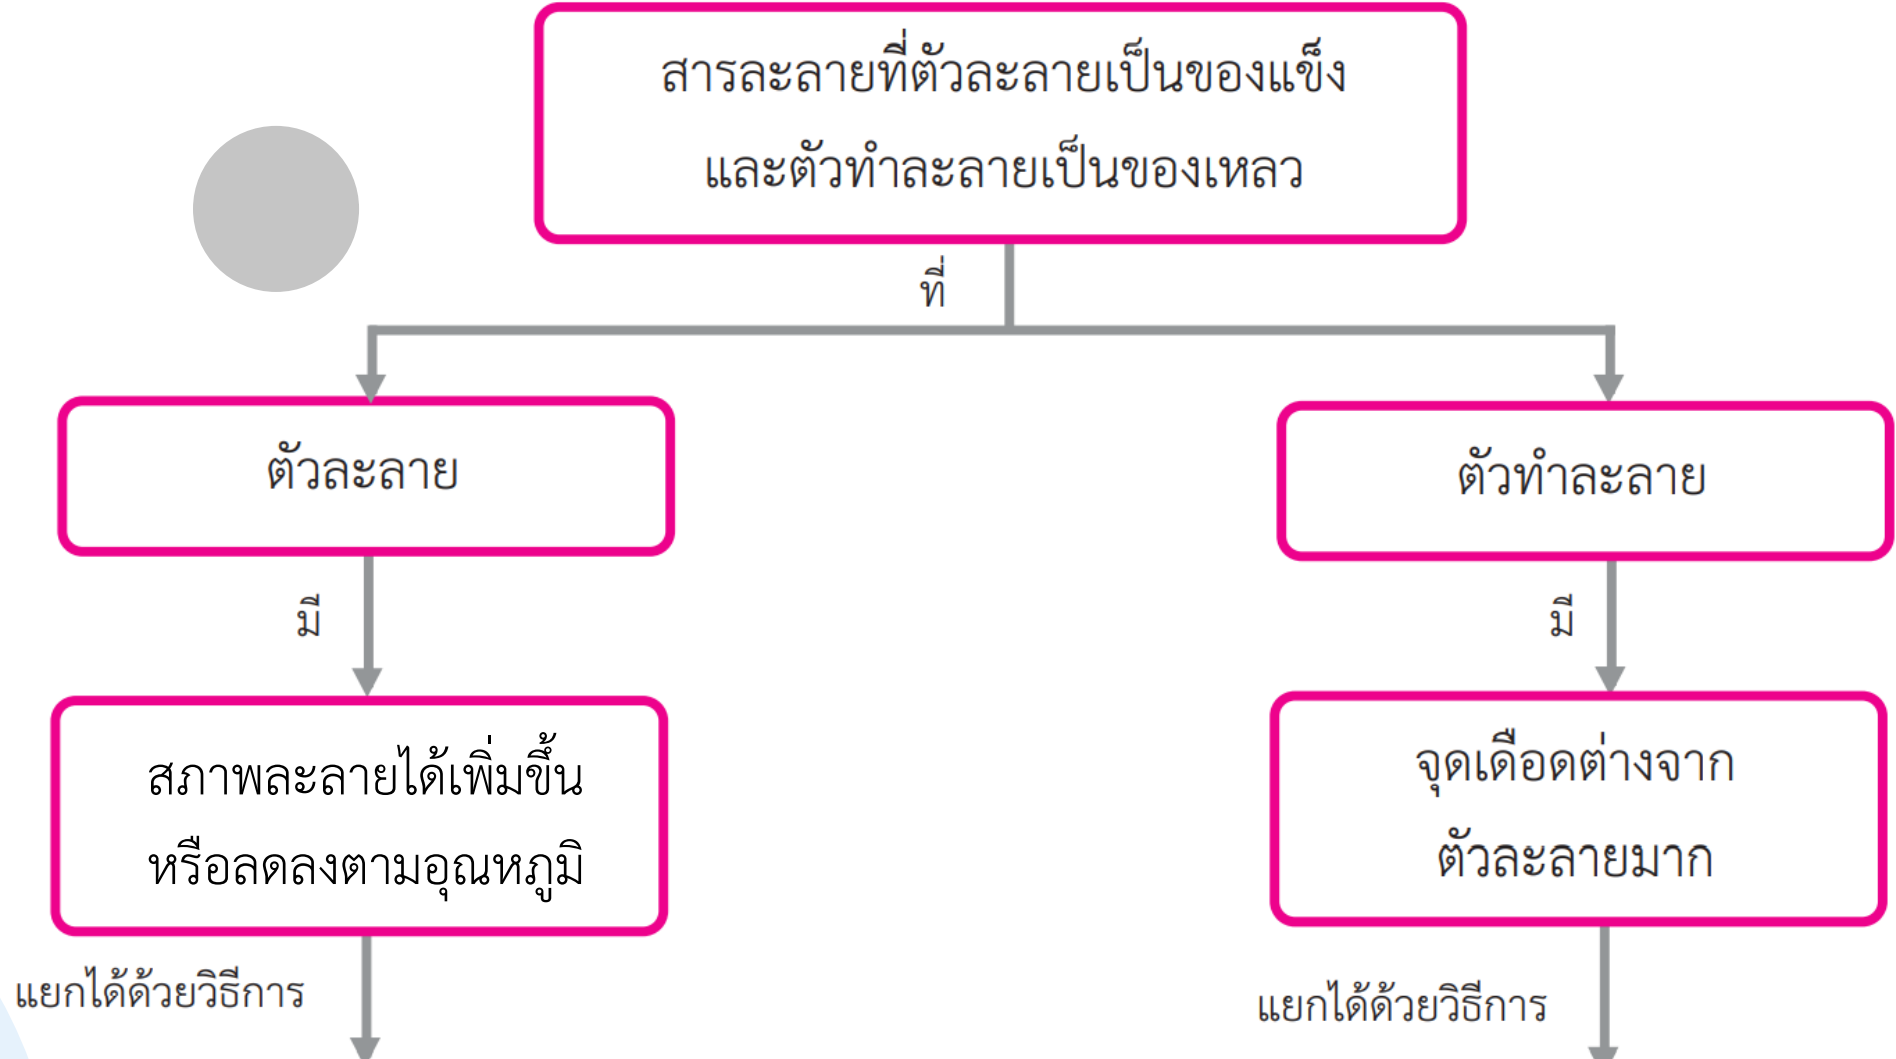 สารละลายที่ตัวละลายเป็นของแข็ง
และตัวทำละลายเป็นของเหลว
ที่
ตัวละลาย
ตัวทำละลาย
มี
มี
สภาพละลายได้เพิ่มขึ้น
หรือลดลงตามอุณหภูมิ
จุดเดือดต่างจาก
ตัวละลายมาก
แยกได้ด้วยวิธีการ
แยกได้ด้วยวิธีการ